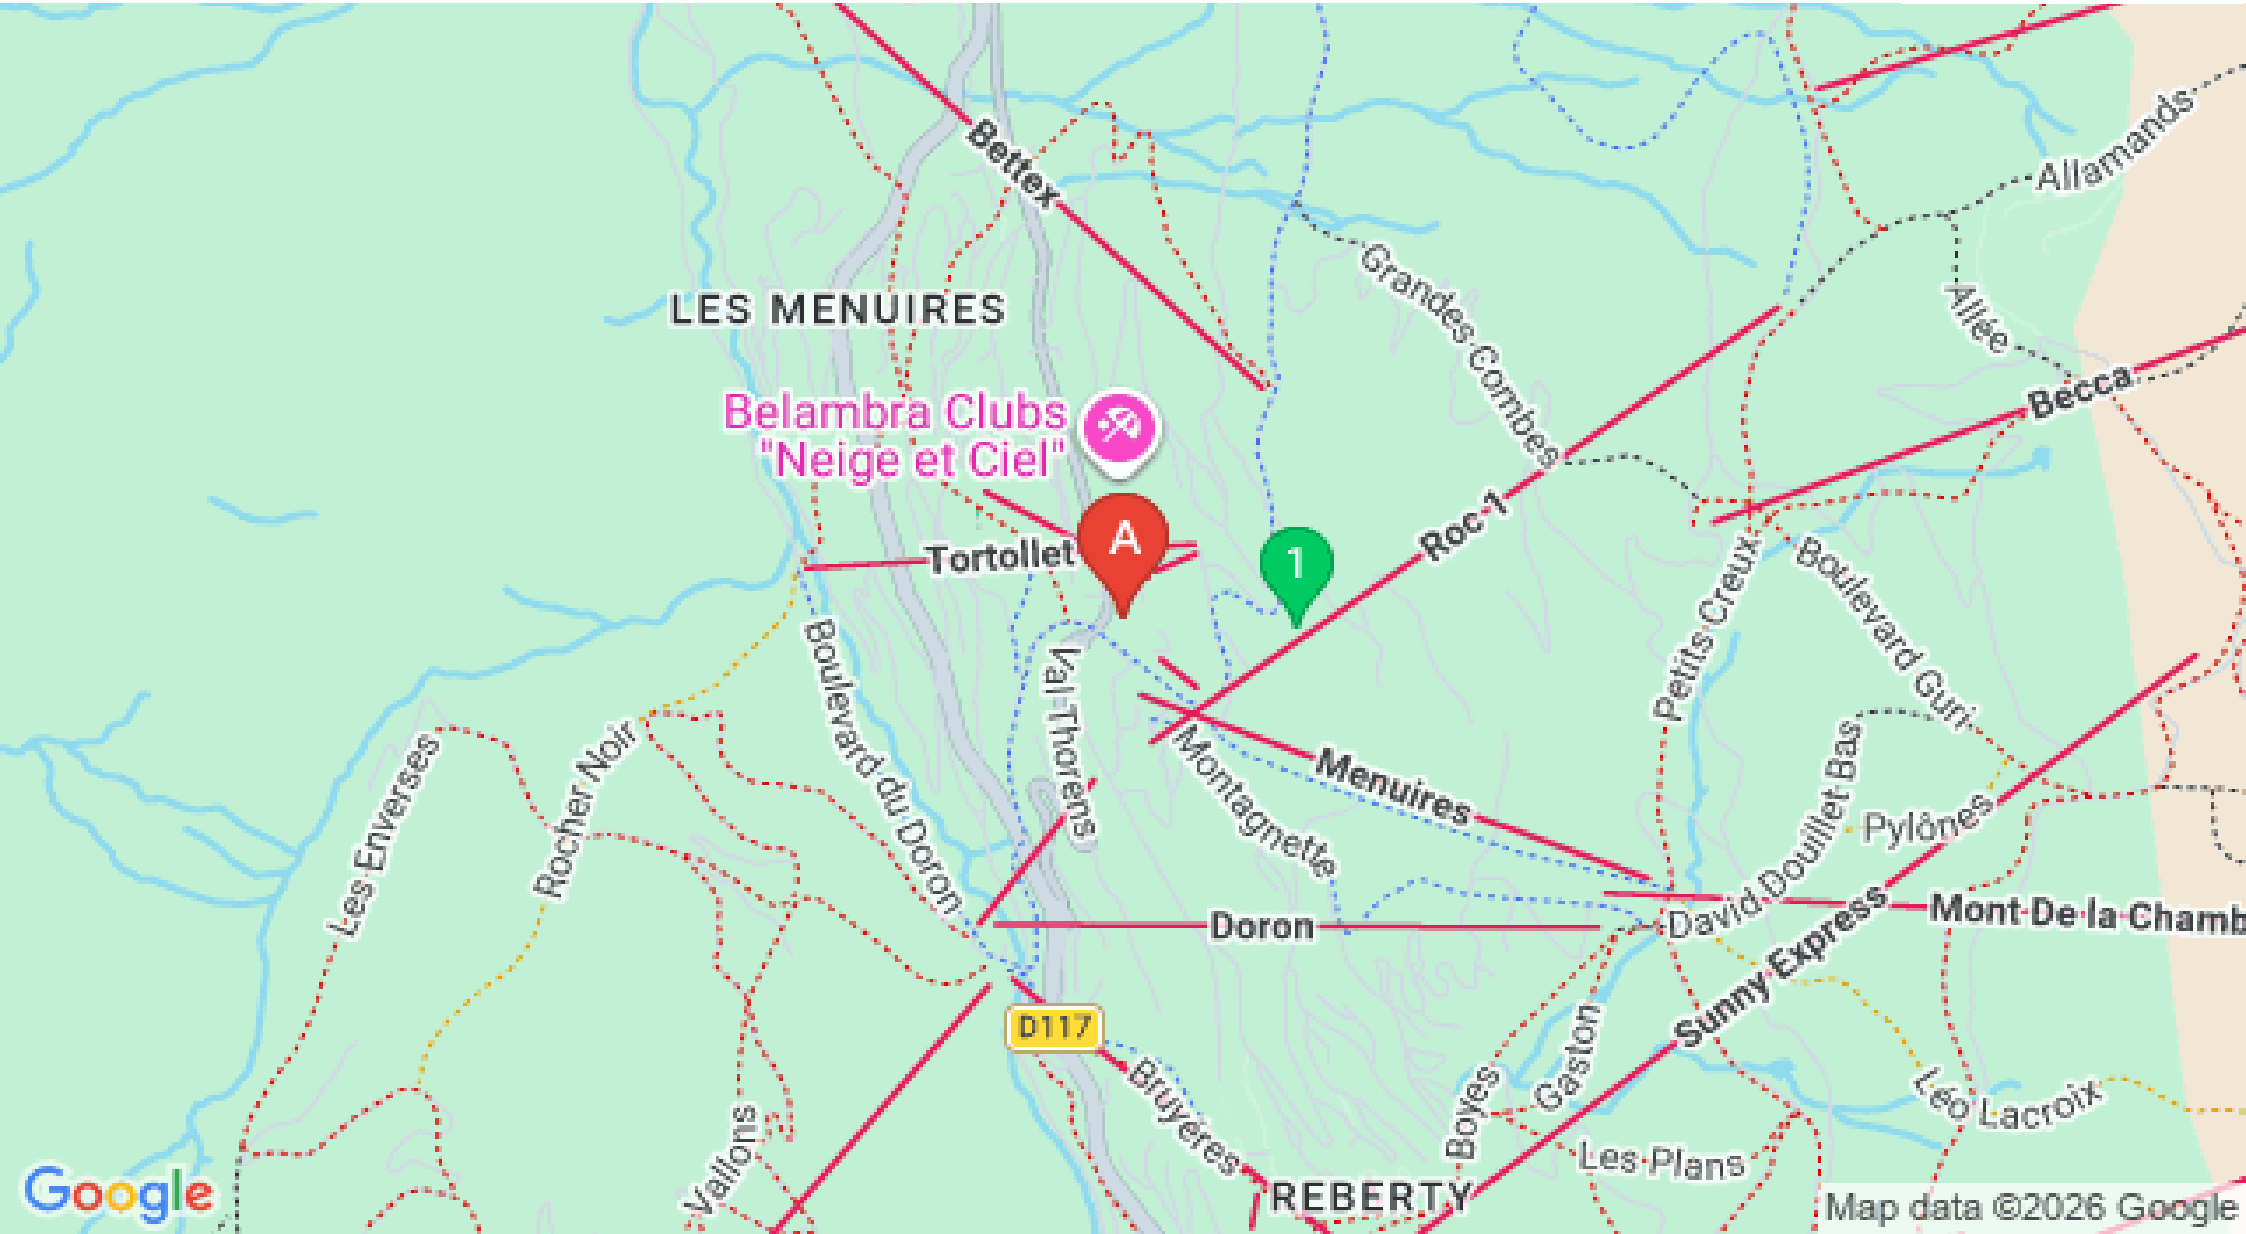 Bettex
Allamands
Grandes Combes
Allée
LES MENUIRES
Becca
Belambra Clubs
"Neige et Ciel"
A
Roc 1
Tortollet
1
Petits Creux
Boulevard Guri
Boulevard du Doron
Val Thorens
Les Enverses
Rocher Noir
Montagnette
Menuires
David Douillet Bas
Pylônes
Doron
Mont De la Chamb
Sunny Express
D117
Gaston
Boyes
Bruyères
Léo Lacroix
Vallons
Les Plans
REBERTY
Google
Map data ©2026 Google